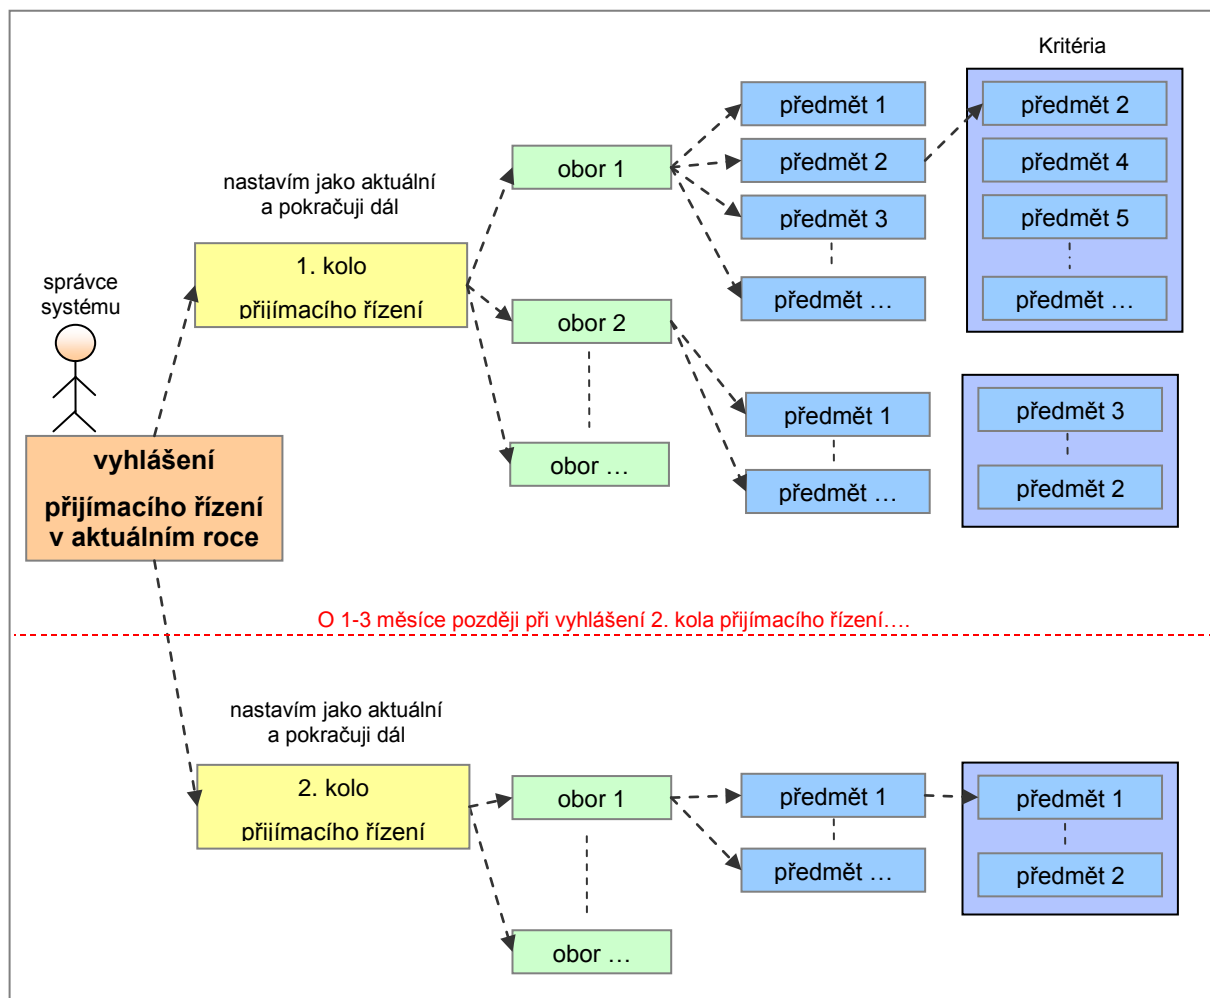 Kritéria
předmět 1
předmět 2
předmět 2
předmět 4
obor 1
nastavím jako aktuální
a pokračuji dál
předmět 3
předmět 5
1. kolo
přijímacího řízení
předmět …
předmět …
správce
systému
obor 2
předmět 1
předmět 3
obor …
předmět …
předmět 2
vyhlášení
přijímacího řízení
v aktuálním roce
O 1-3 měsíce později při vyhlášení 2. kola přijímacího řízení….
nastavím jako aktuální
a pokračuji dál
2. kolo
přijímacího řízení
obor 1
předmět 1
předmět 1
předmět …
předmět 2
obor …